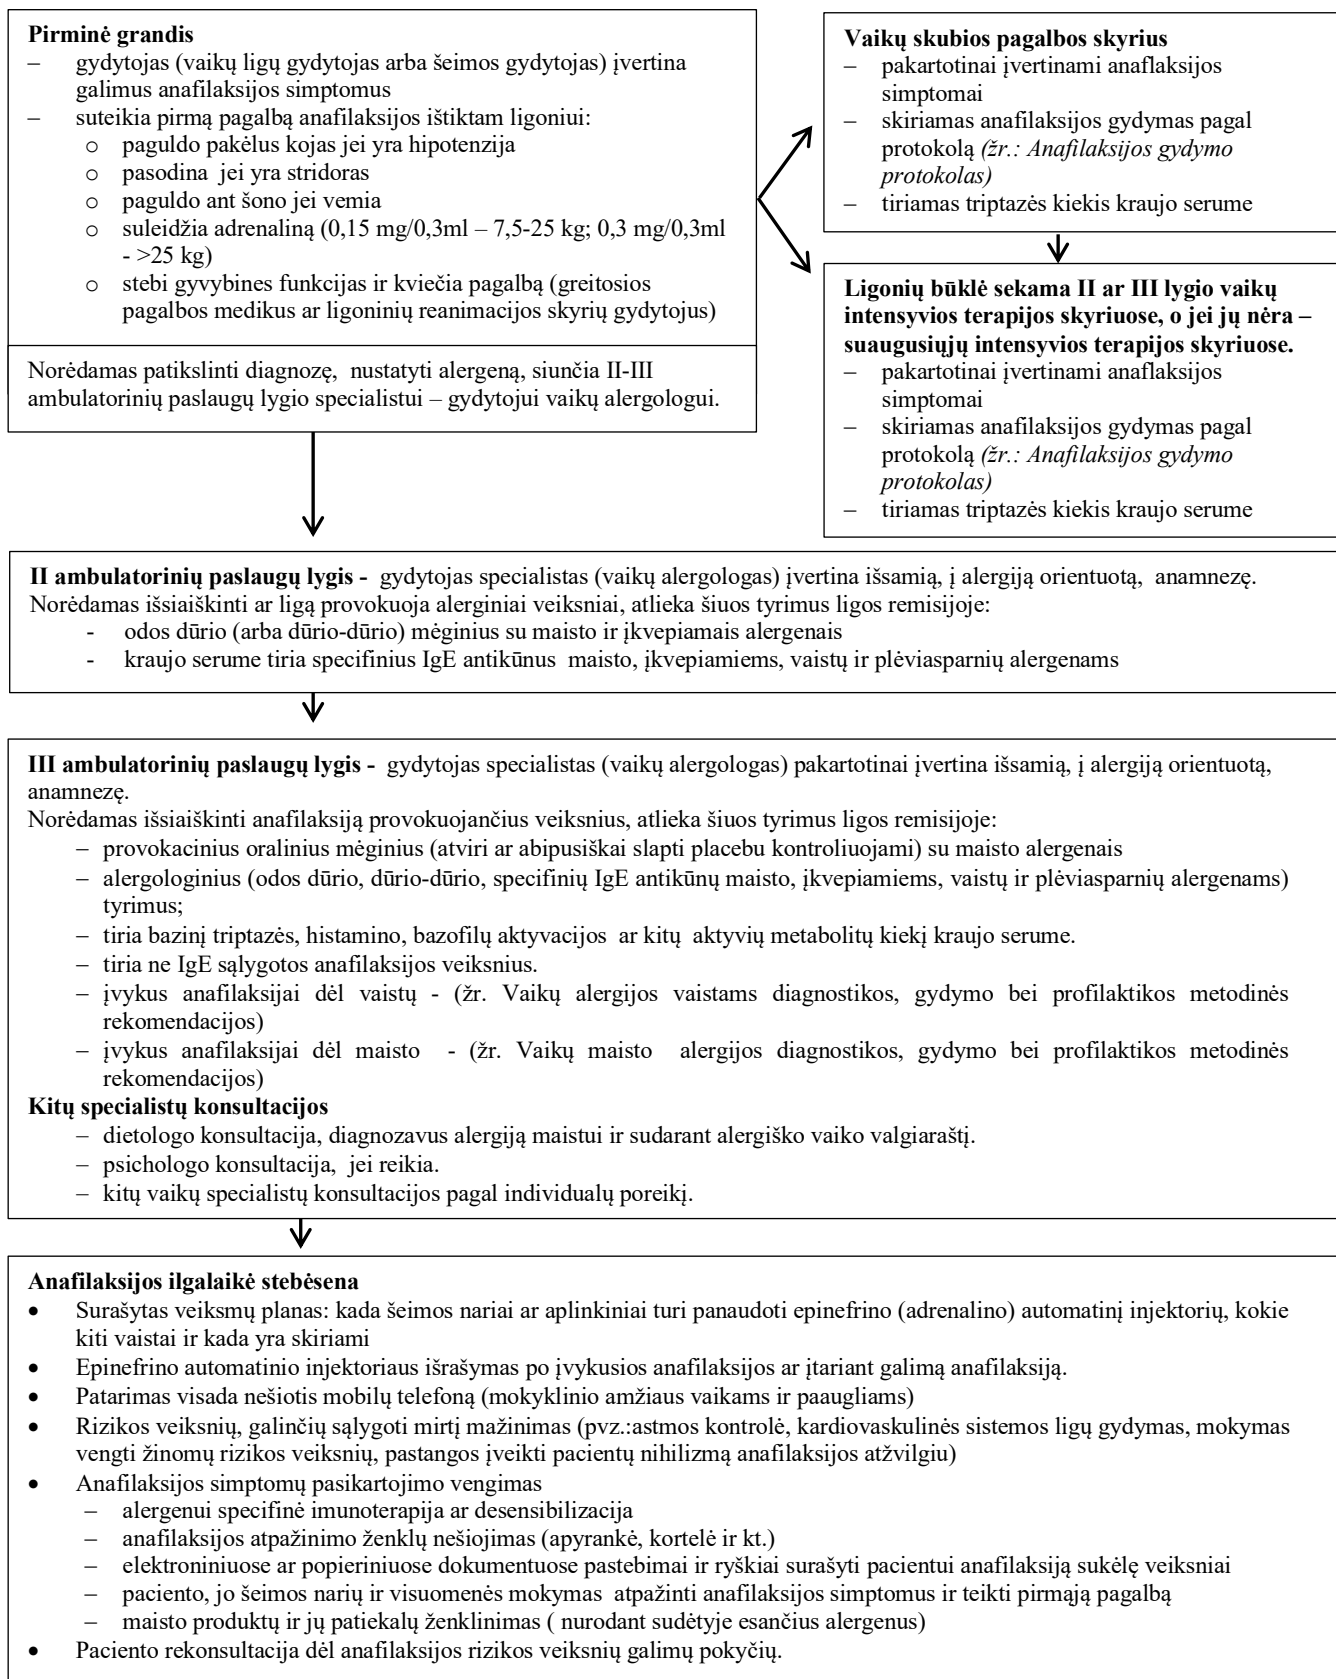 Pirminė grandis
– gydytojas (vaikų ligų gydytojas arba šeimos gydytojas) įvertina
galimus anafilaksijos simptomus
– suteikia pirmą pagalbą anafilaksijos ištiktam ligoniui:
o paguldo pakėlus kojas jei yra hipotenzija
o pasodina jei yra stridoras
o paguldo ant šono jei vemia
o suleidžia adrenaliną (0,15 mg/0,3ml – 7,5-25 kg; 0,3 mg/0,3ml
- >25 kg)
o stebi gyvybines funkcijas ir kviečia pagalbą (greitosios
pagalbos medikus ar ligoninių reanimacijos skyrių gydytojus)
Norėdamas patikslinti diagnozę, nustatyti alergeną, siunčia II-III
ambulatorinių paslaugų lygio specialistui – gydytojui vaikų alergologui.
Vaikų skubios pagalbos skyrius
– pakartotinai įvertinami anaflaksijos
simptomai
– skiriamas anafilaksijos gydymas pagal
protokolą (žr.: Anafilaksijos gydymo
protokolas)
– tiriamas triptazės kiekis kraujo serume
Ligonių būklė sekama II ar III lygio vaikų
intensyvios terapijos skyriuose, o jei jų nėra –
suaugusiųjų intensyvios terapijos skyriuose.
– pakartotinai įvertinami anaflaksijos
simptomai
– skiriamas anafilaksijos gydymas pagal
protokolą (žr.: Anafilaksijos gydymo
protokolas)
– tiriamas triptazės kiekis kraujo serume
II ambulatorinių paslaugų lygis - gydytojas specialistas (vaikų alergologas) įvertina išsamią, į alergiją orientuotą, anamnezę.
Norėdamas išsiaiškinti ar ligą provokuoja alerginiai veiksniai, atlieka šiuos tyrimus ligos remisijoje:
- odos dūrio (arba dūrio-dūrio) mėginius su maisto ir įkvepiamais alergenais
- kraujo serume tiria specifinius IgE antikūnus maisto, įkvepiamiems, vaistų ir plėviasparnių alergenams
III ambulatorinių paslaugų lygis - gydytojas specialistas (vaikų alergologas) pakartotinai įvertina išsamią, į alergiją orientuotą,
anamnezę.
Norėdamas išsiaiškinti anafilaksiją provokuojančius veiksnius, atlieka šiuos tyrimus ligos remisijoje:
– provokacinius oralinius mėginius (atviri ar abipusiškai slapti placebu kontroliuojami) su maisto alergenais
– alergologinius (odos dūrio, dūrio-dūrio, specifinių IgE antikūnų maisto, įkvepiamiems, vaistų ir plėviasparnių alergenams)
tyrimus;
– tiria bazinį triptazės, histamino, bazofilų aktyvacijos ar kitų aktyvių metabolitų kiekį kraujo serume.
– tiria ne IgE sąlygotos anafilaksijos veiksnius.
– įvykus anafilaksijai dėl vaistų - (žr. Vaikų alergijos vaistams diagnostikos, gydymo bei profilaktikos metodinės
rekomendacijos)
– įvykus anafilaksijai dėl maisto - (žr. Vaikų maisto alergijos diagnostikos, gydymo bei profilaktikos metodinės
rekomendacijos)
Kitų specialistų konsultacijos
– dietologo konsultacija, diagnozavus alergiją maistui ir sudarant alergiško vaiko valgiaraštį.
– psichologo konsultacija, jei reikia.
– kitų vaikų specialistų konsultacijos pagal individualų poreikį.
Anafilaksijos ilgalaikė stebėsena
• Surašytas veiksmų planas: kada šeimos nariai ar aplinkiniai turi panaudoti epinefrino (adrenalino) automatinį injektorių, kokie
kiti vaistai ir kada yra skiriami
• Epinefrino automatinio injektoriaus išrašymas po įvykusios anafilaksijos ar įtariant galimą anafilaksiją.
• Patarimas visada nešiotis mobilų telefoną (mokyklinio amžiaus vaikams ir paaugliams)
• Rizikos veiksnių, galinčių sąlygoti mirtį mažinimas (pvz.:astmos kontrolė, kardiovaskulinės sistemos ligų gydymas, mokymas
vengti žinomų rizikos veiksnių, pastangos įveikti pacientų nihilizmą anafilaksijos atžvilgiu)
• Anafilaksijos simptomų pasikartojimo vengimas
– alergenui specifinė imunoterapija ar desensibilizacija
– anafilaksijos atpažinimo ženklų nešiojimas (apyrankė, kortelė ir kt.)
– elektroniniuose ar popieriniuose dokumentuose pastebimai ir ryškiai surašyti pacientui anafilaksiją sukėlę veiksniai
– paciento, jo šeimos narių ir visuomenės mokymas atpažinti anafilaksijos simptomus ir teikti pirmąją pagalbą
– maisto produktų ir jų patiekalų ženklinimas ( nurodant sudėtyje esančius alergenus)
• Paciento rekonsultacija dėl anafilaksijos rizikos veiksnių galimų pokyčių.